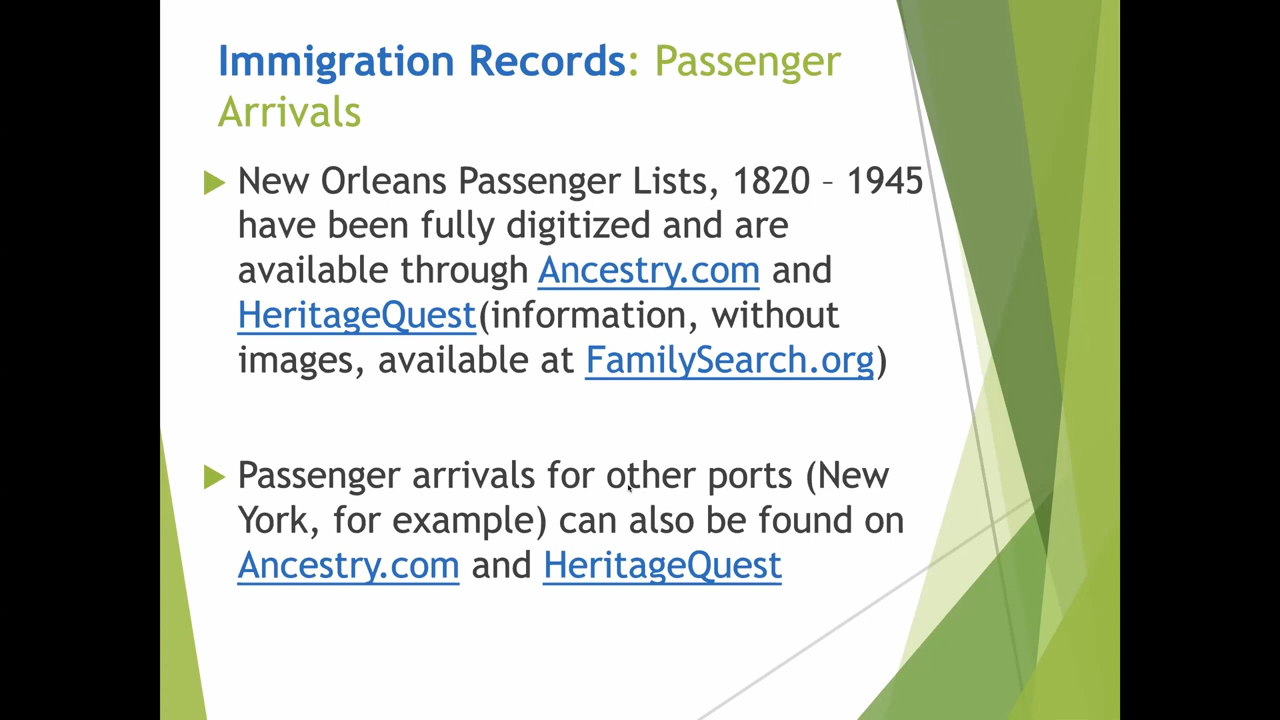 Immigration Records: Passenger
Arrivals
New Orleans Passenger Lists, 1820 – 1945
have been fully digitized and are
available through Ancestry.com and
HeritageQuest(information, without
images, available at FamilySearch.org)
Passenger arrivals for other ports (New
York, for example) can also be found on
Ancestry.com and HeritageQuest